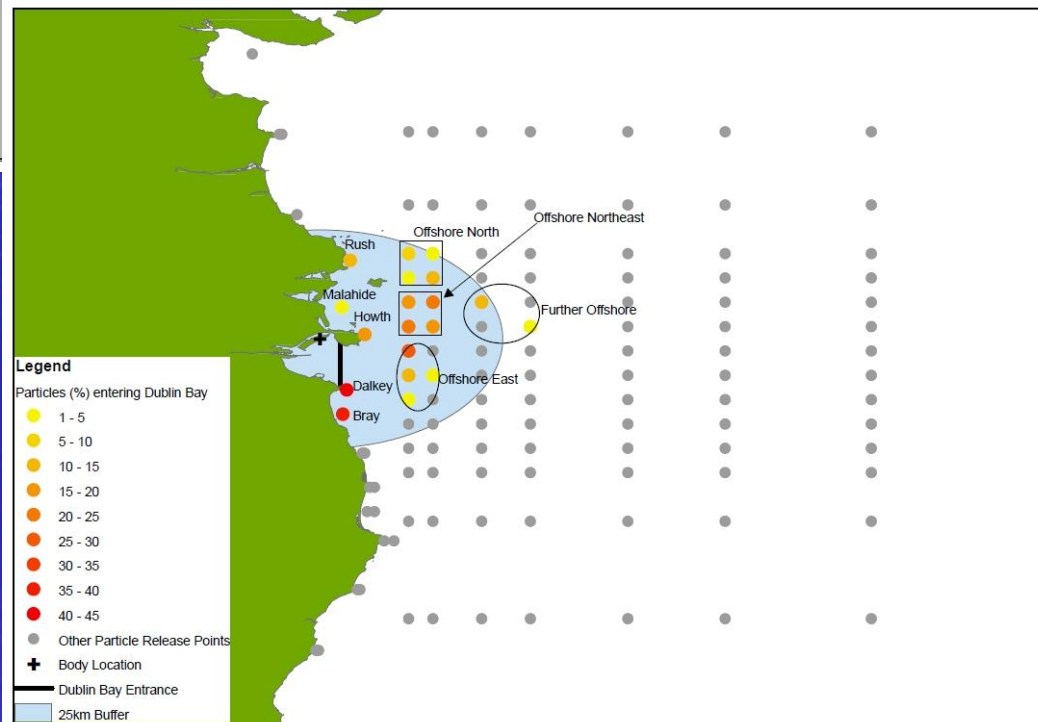 Offshore Northeast
Offshore North
Rush
Malahide
Further Offshore
Howth
Offshore East
Dalkey
Bray
Legend
Particles (%) entering Dublin Bay
1 - 5
5 - 10
10 - 15
15 - 20
20 - 25
25 - 30
30 - 35
35 - 40
40 - 45
Other Particle Release Points
Body Location
Dublin Bay Entrance
25km Buffer